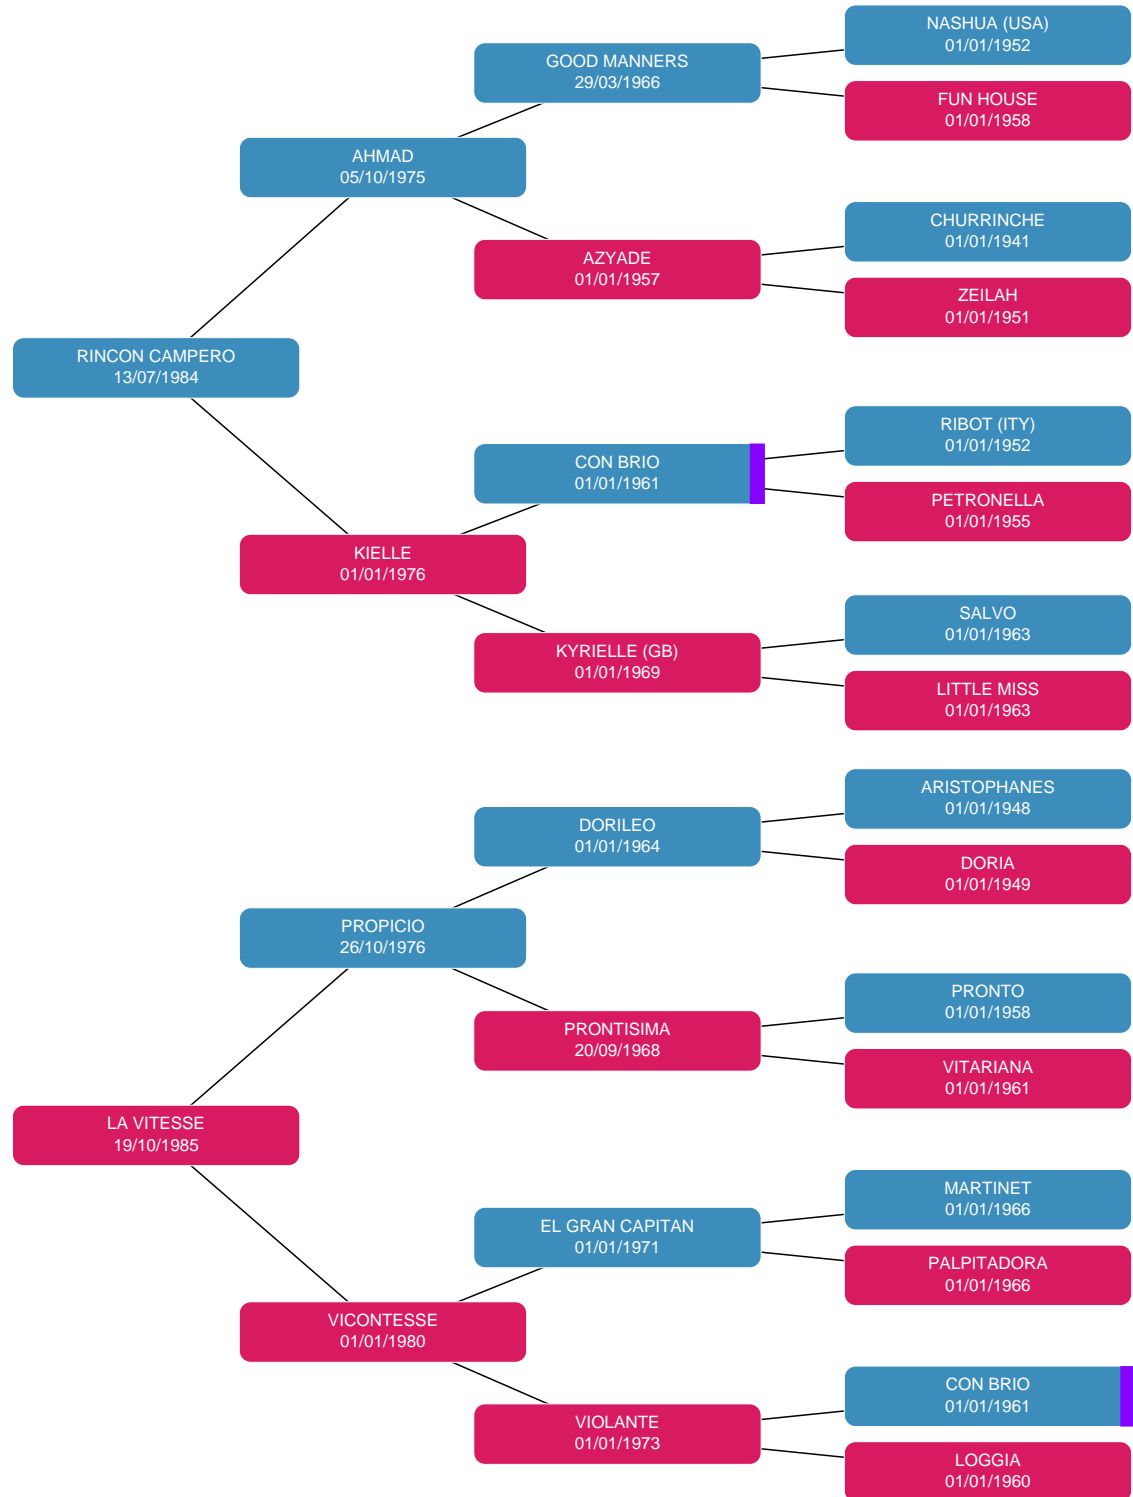 NASHUA (USA)
01/01/1952
GOOD MANNERS
29/03/1966
FUN HOUSE
01/01/1958
AHMAD
05/10/1975
CHURRINCHE
01/01/1941
AZYADE
01/01/1957
ZEILAH
01/01/1951
RINCON CAMPERO
13/07/1984
RIBOT (ITY)
01/01/1952
CON BRIO
01/01/1961
PETRONELLA
01/01/1955
KIELLE
01/01/1976
SALVO
01/01/1963
KYRIELLE (GB)
01/01/1969
LITTLE MISS
01/01/1963
ARISTOPHANES
01/01/1948
DORILEO
01/01/1964
DORIA
01/01/1949
PROPICIO
26/10/1976
PRONTO
01/01/1958
PRONTISIMA
20/09/1968
VITARIANA
01/01/1961
LA VITESSE
19/10/1985
MARTINET
01/01/1966
EL GRAN CAPITAN
01/01/1971
PALPITADORA
01/01/1966
VICONTESSE
01/01/1980
CON BRIO
01/01/1961
VIOLANTE
01/01/1973
LOGGIA
01/01/1960